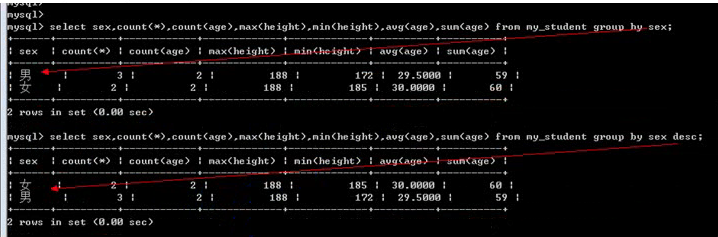 mysql>
mysql>
mysql> select sex,count(*),count(age),max(height),min(height),avg(age),sum(age) from my_student group by sex;
+------+----------+------------+-------------+-------------+----------+----------+
| sex | count(*) | count(age) | max(height) | min(height) | avg(age) | sum(age) |
+------+----------+------------+-------------+-------------+----------+----------+
| 男 | 3 | 2 | 188 | 172 | 29.5000 | 59 |
| 女 | 2 | 2 | 188 | 185 | 30.0000 | 60 |
+------+----------+------------+-------------+-------------+----------+----------+
2 rows in set (0.00 sec)
mysql> select sex,count(*),count(age),max(height),min(height),avg(age),sum(age) from my_student group by sex desc;
+------+----------+------------+-------------+-------------+----------+----------+
| sex | count(*) | count(age) | max(height) | min(height) | avg(age) | sum(age) |
+------+----------+------------+-------------+-------------+----------+----------+
| 女 | 2 | 2 | 188 | 185 | 30.0000 | 60 |
| 男 | 3 | 2 | 188 | 172 | 29.5000 | 59 |
+------+----------+------------+-------------+-------------+----------+----------+
2 rows in set (0.00 sec)